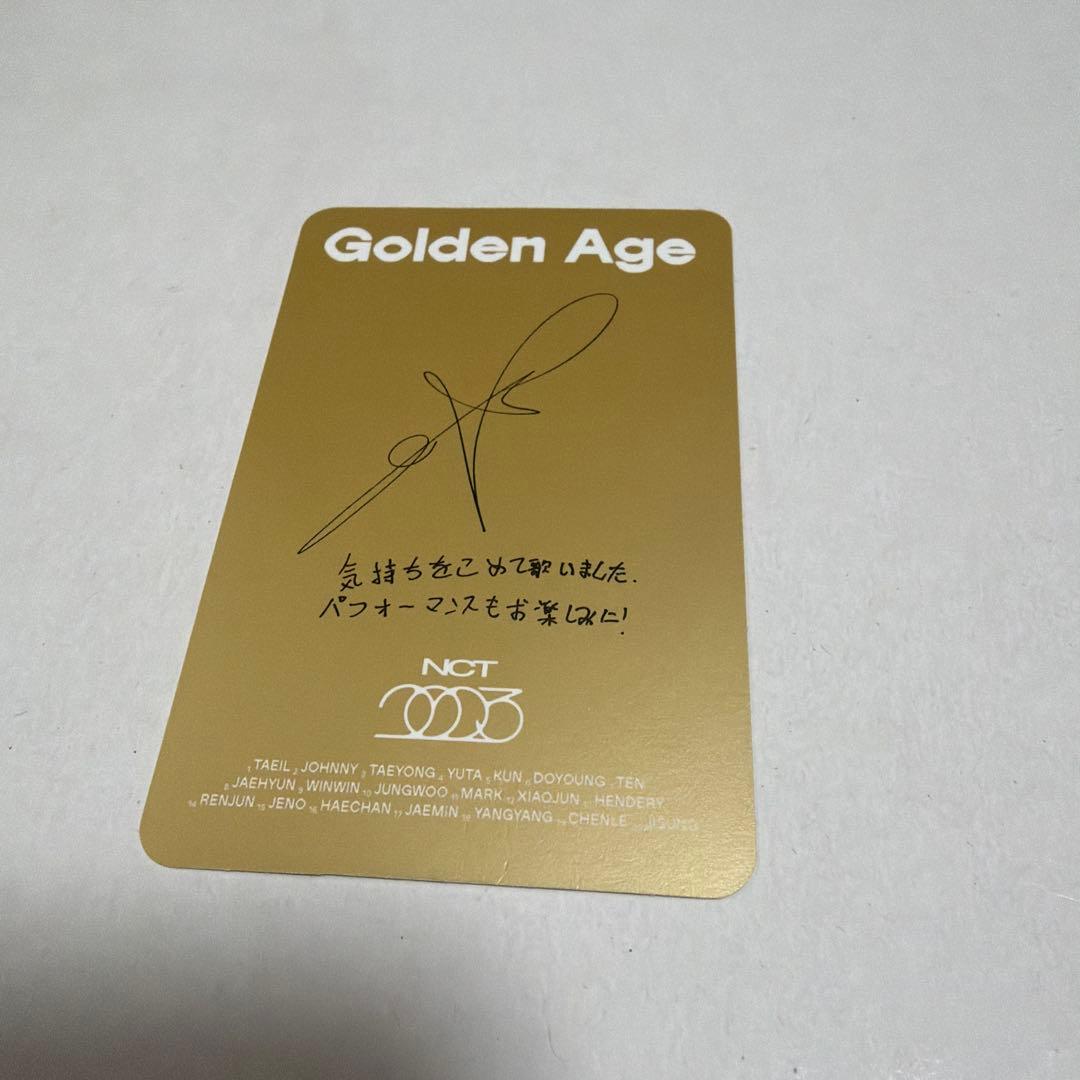 Golden Age
気持ちをこめて歌いました.
パフォーマンスもお楽しみに!
NCT
2023
1 TAEIL 2 JOHNNY 3 TAEYONG 4 YUTA 5 KUN 6 DOYOUNG 7 TEN
8 JAEHYUN 9 WINWIN 10 JUNGWOO 11 MARK 12 XIAOJUN 13 HENDERY
14 RENJUN 15 JENO 16 HAECHAN 17 JAEMIN 18 YANGYANG 19 CHENLE 20 JISUNG